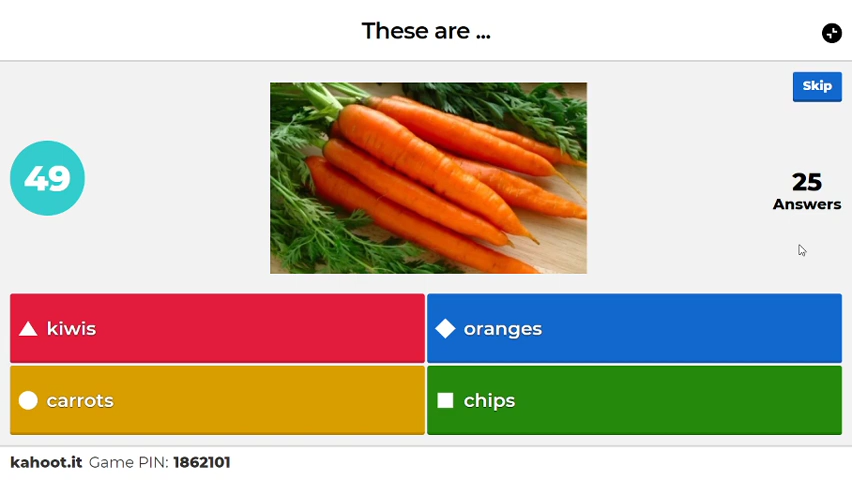 These are ...
Skip
49
25
Answers
kiwis
oranges
carrots
chips
kahoot.it Game PIN: 1862101